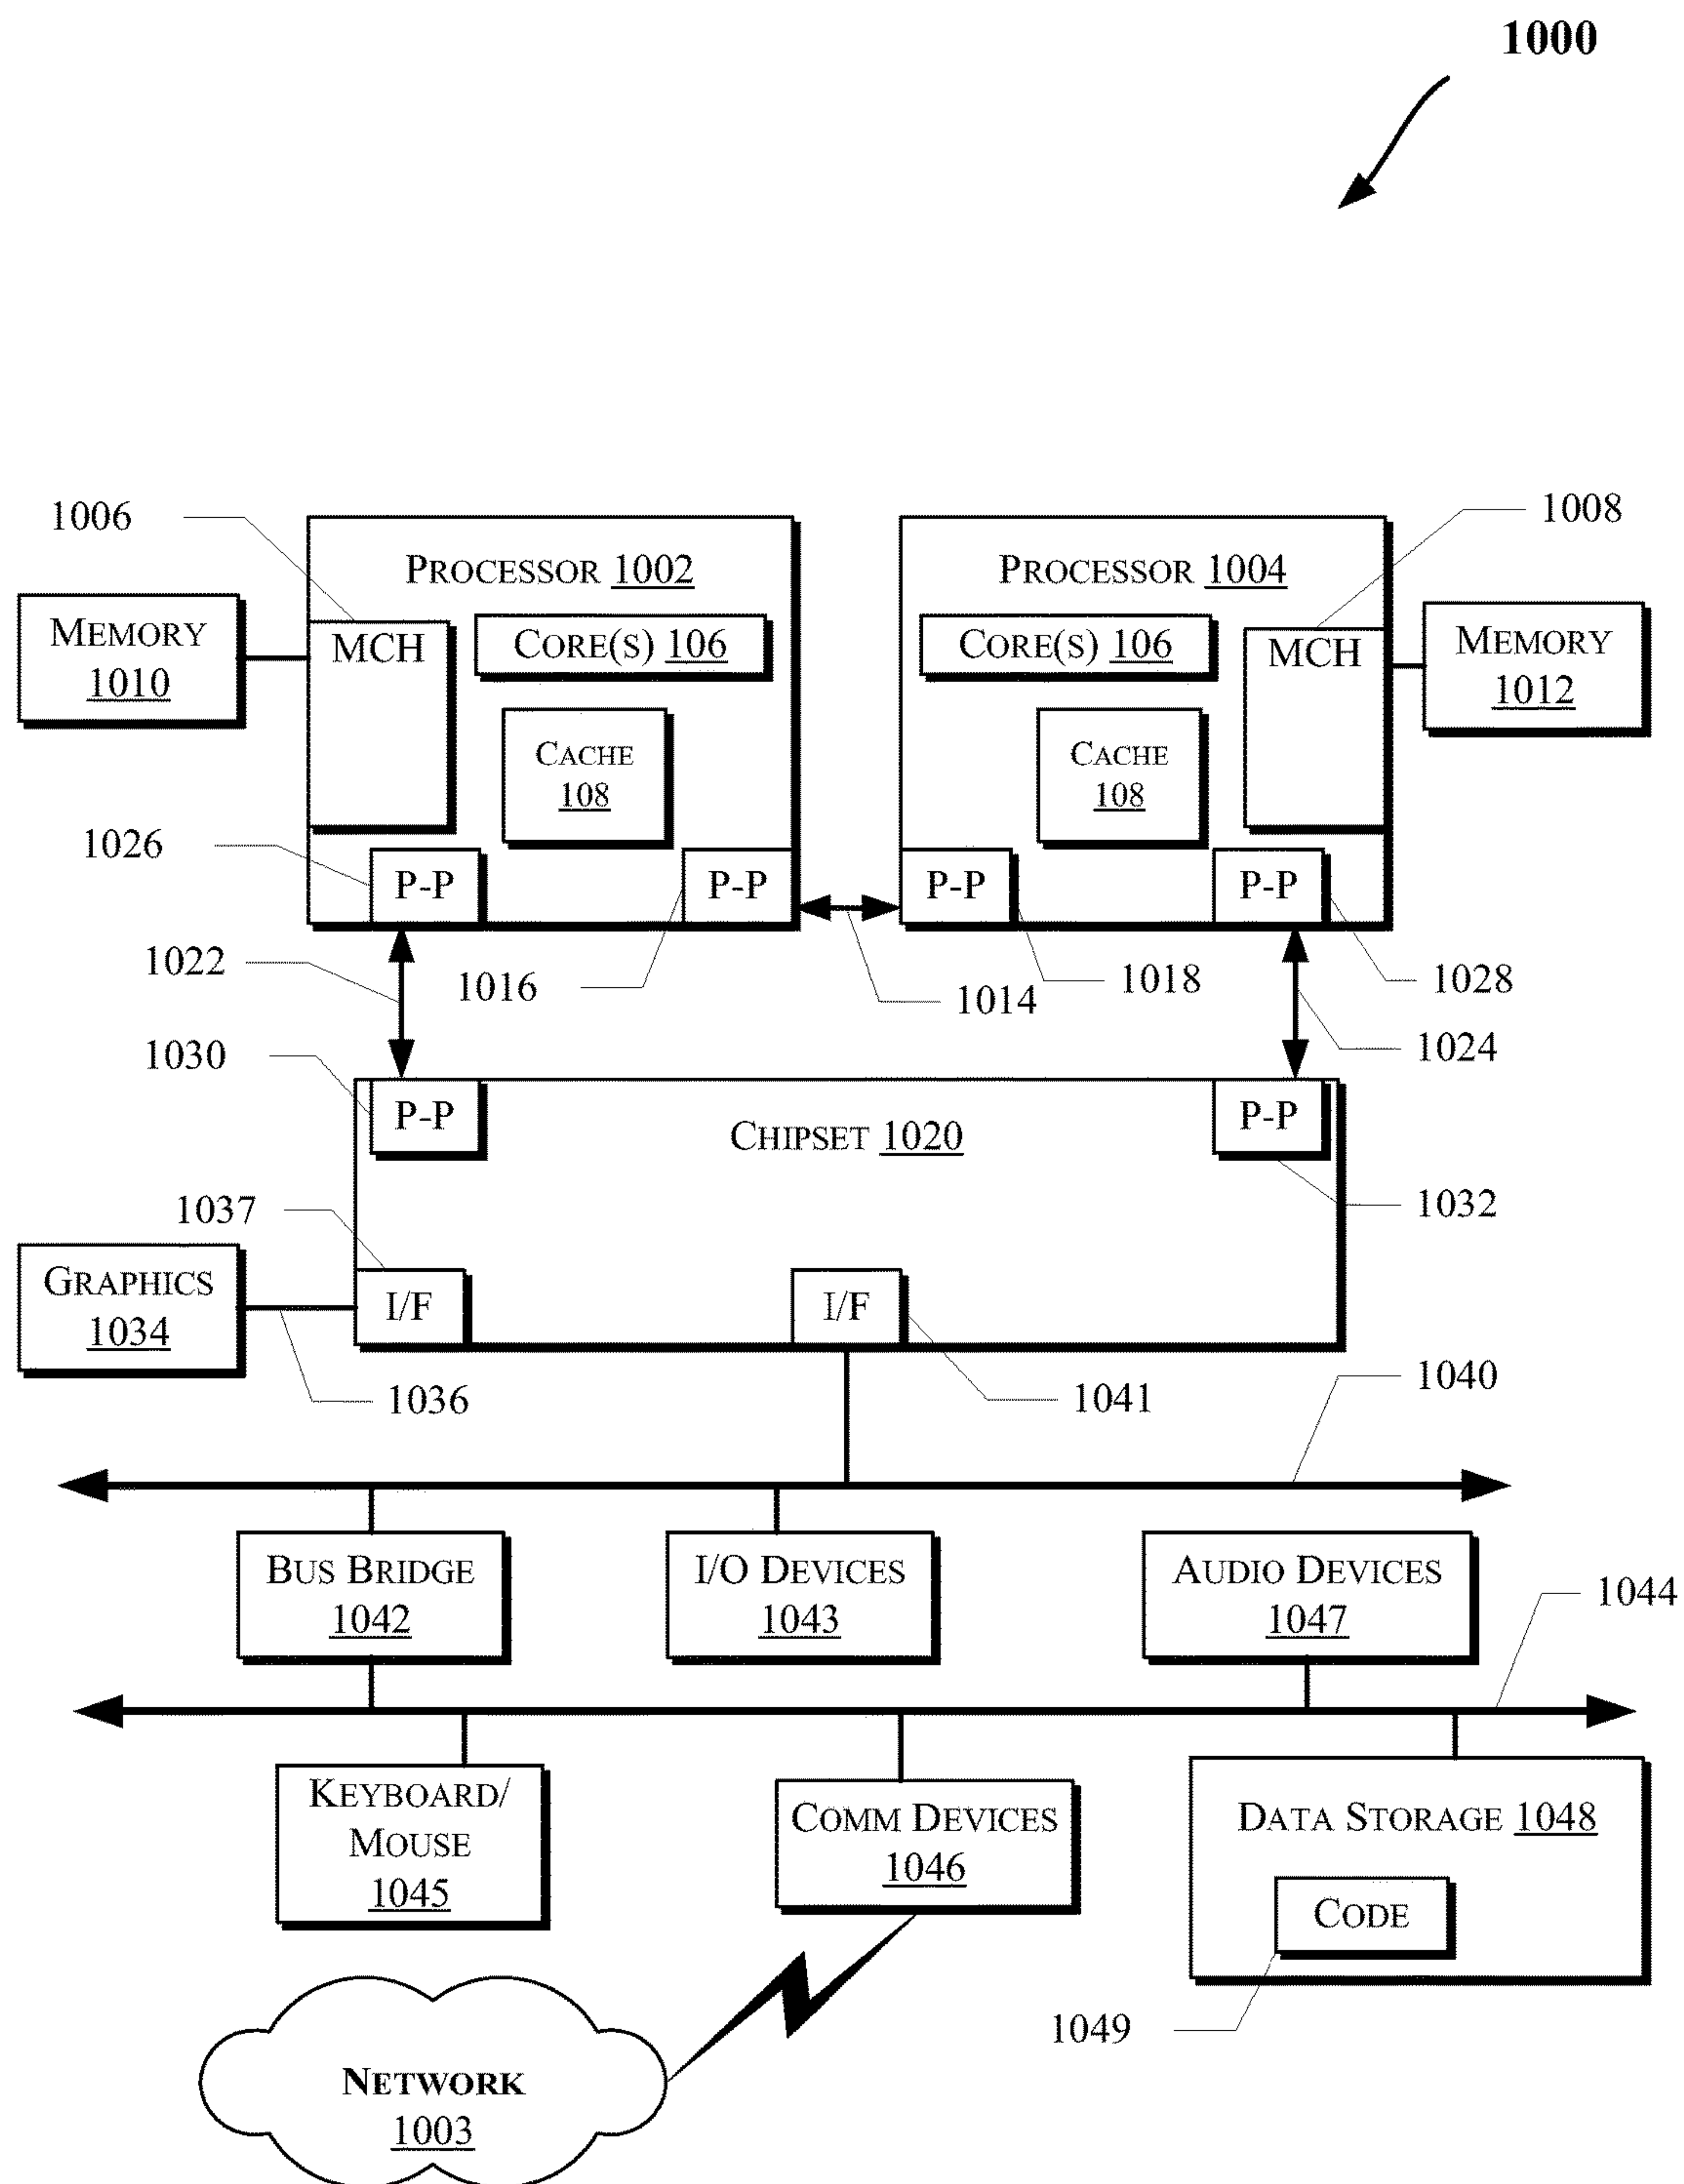 1000
1006
1008
PROCESSOR 1002
PROCESSOR 1004
MEMORY
1010
MCH
CORE(S) 106
CORE(S) 106
MCH
MEMORY
1012
CACHE
108
CACHE
108
1026
P-P
P-P
P-P
P-P
1022
1016
1014
1018
1028
1024
1030
P-P
CHIPSET 1020
P-P
1032
1037
GRAPHICS
1034
I/F
I/F
1036
1041
1040
BUS BRIDGE
1042
I/O DEVICES
1043
AUDIO DEVICES
1047
1044
KEYBOARD/
MOUSE
1045
COMM DEVICES
1046
DATA STORAGE 1048
CODE
1049
NETWORK
1003